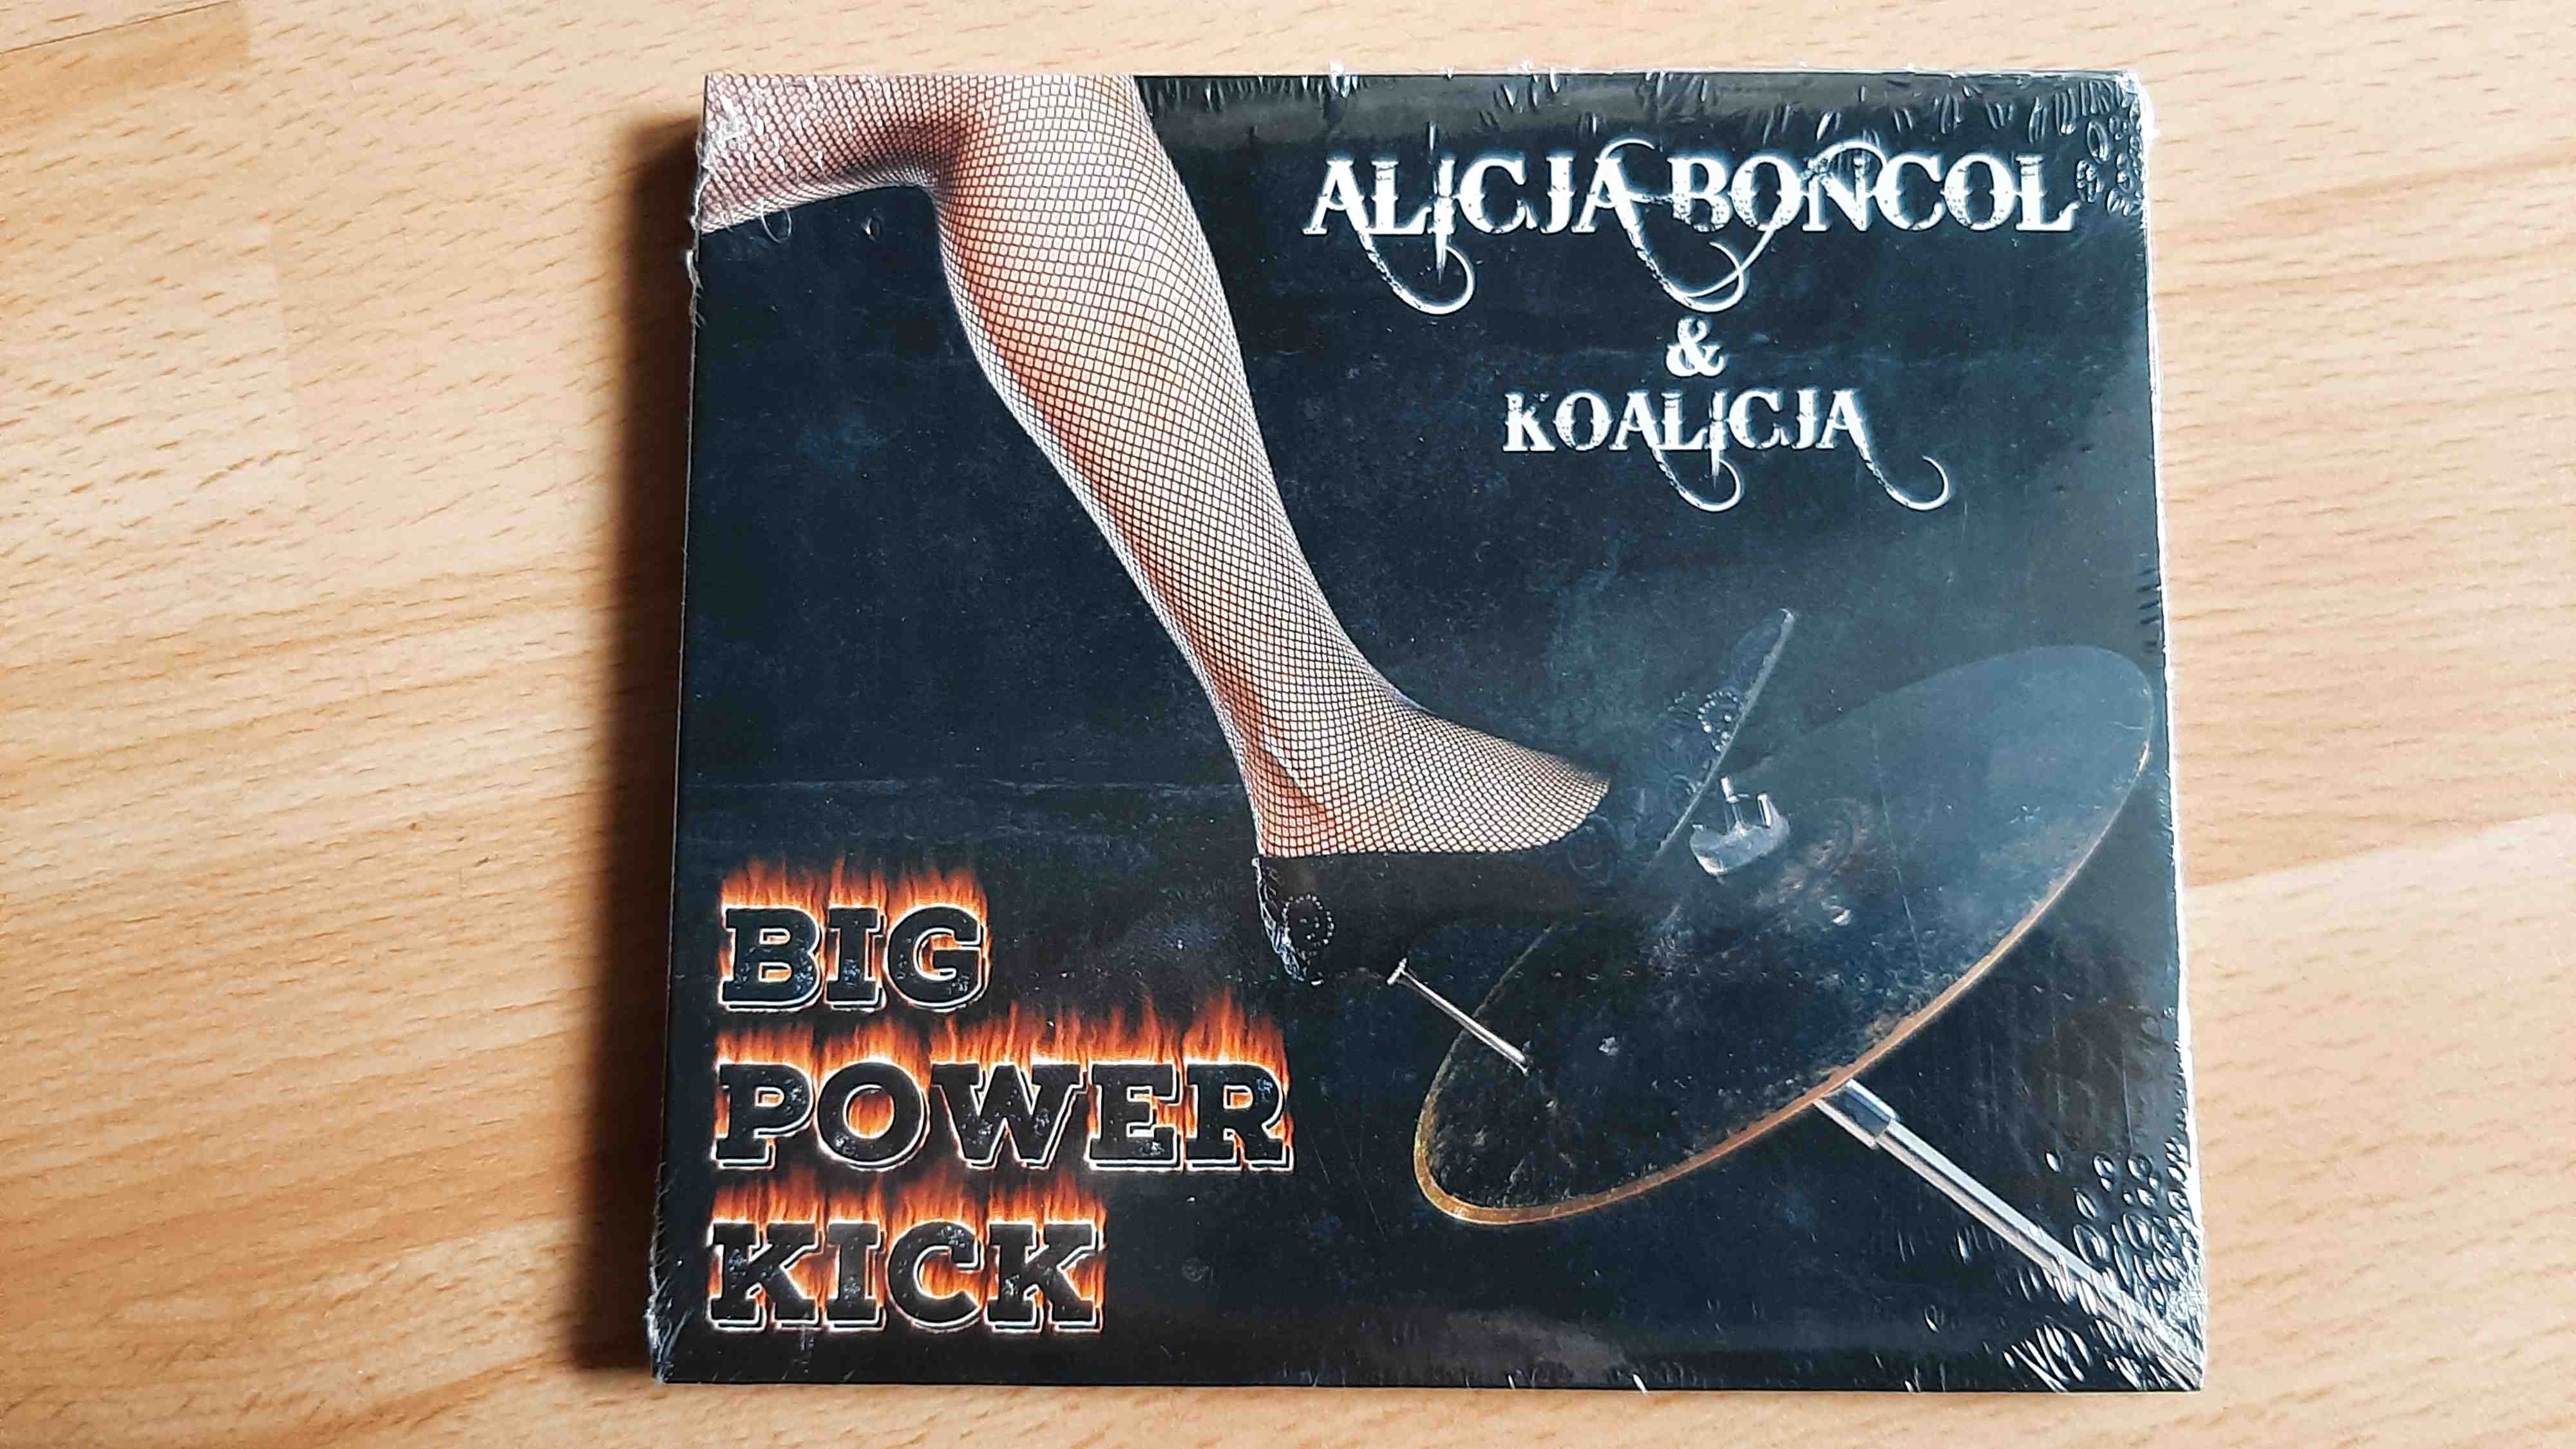 ALICJA BONCOL
&
KOALICJA
BIG
POWER
KICK